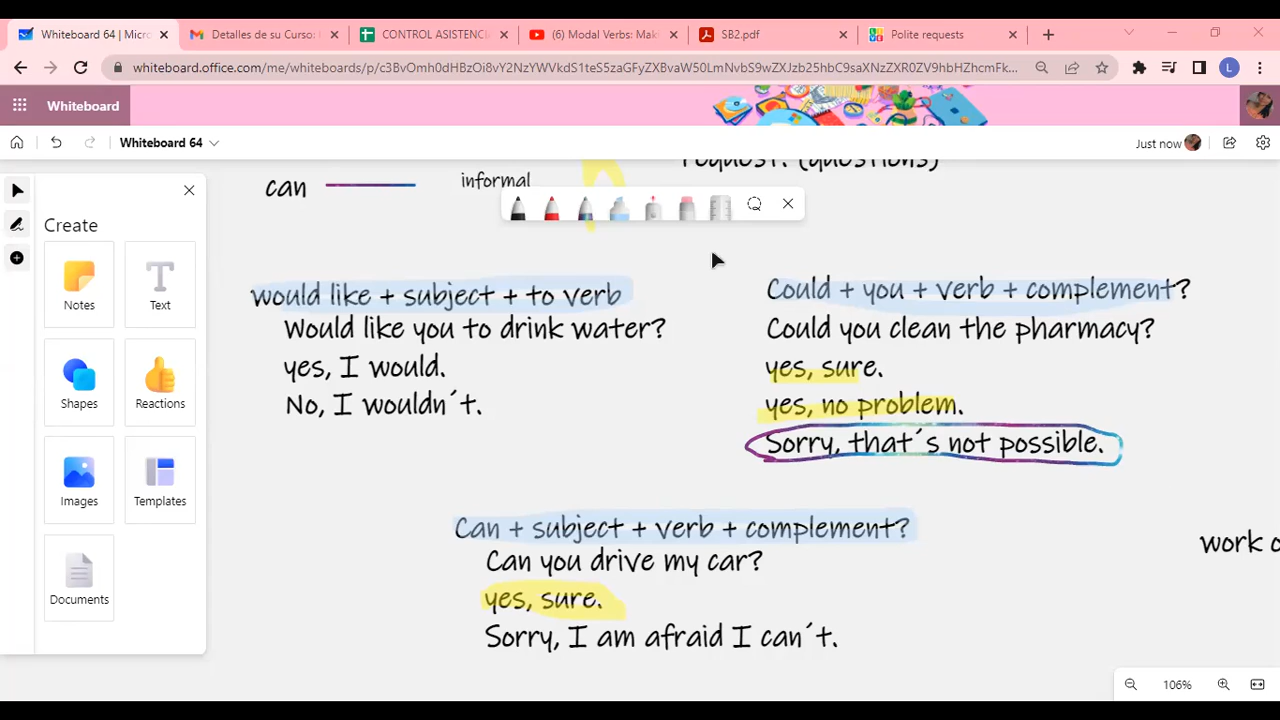 Whiteboard 64 | Micro
Detalles de su Curso: 
CONTROL ASISTENCI
(6) Modal Verbs: Mak
SB2.pdf
Polite requests
whiteboard.office.com/me/whiteboards/p/c3BvOmh0dHBzOi8vY2NzYWVkdS1teS5zaGFyZXBvaW50LmNvbS9wZXJzb25hbC9saXNzZXR0ZV9hbHZhcmFk...
L
Whiteboard
Whiteboard 64
Just now
can
informal
request: (questions)
Create
Notes
Text
Shapes
Reactions
Images
Templates
Documents
would like + subject + to verb
Would like you to drink water?
yes, I would.
No, I wouldn´t.
Could + you + verb + complement?
Could you clean the pharmacy?
yes, sure.
yes, no problem.
Sorry, that´s not possible.
Can + subject + verb + complement?
Can you drive my car?
yes, sure.
Sorry, I am afraid I can´t.
work
106%